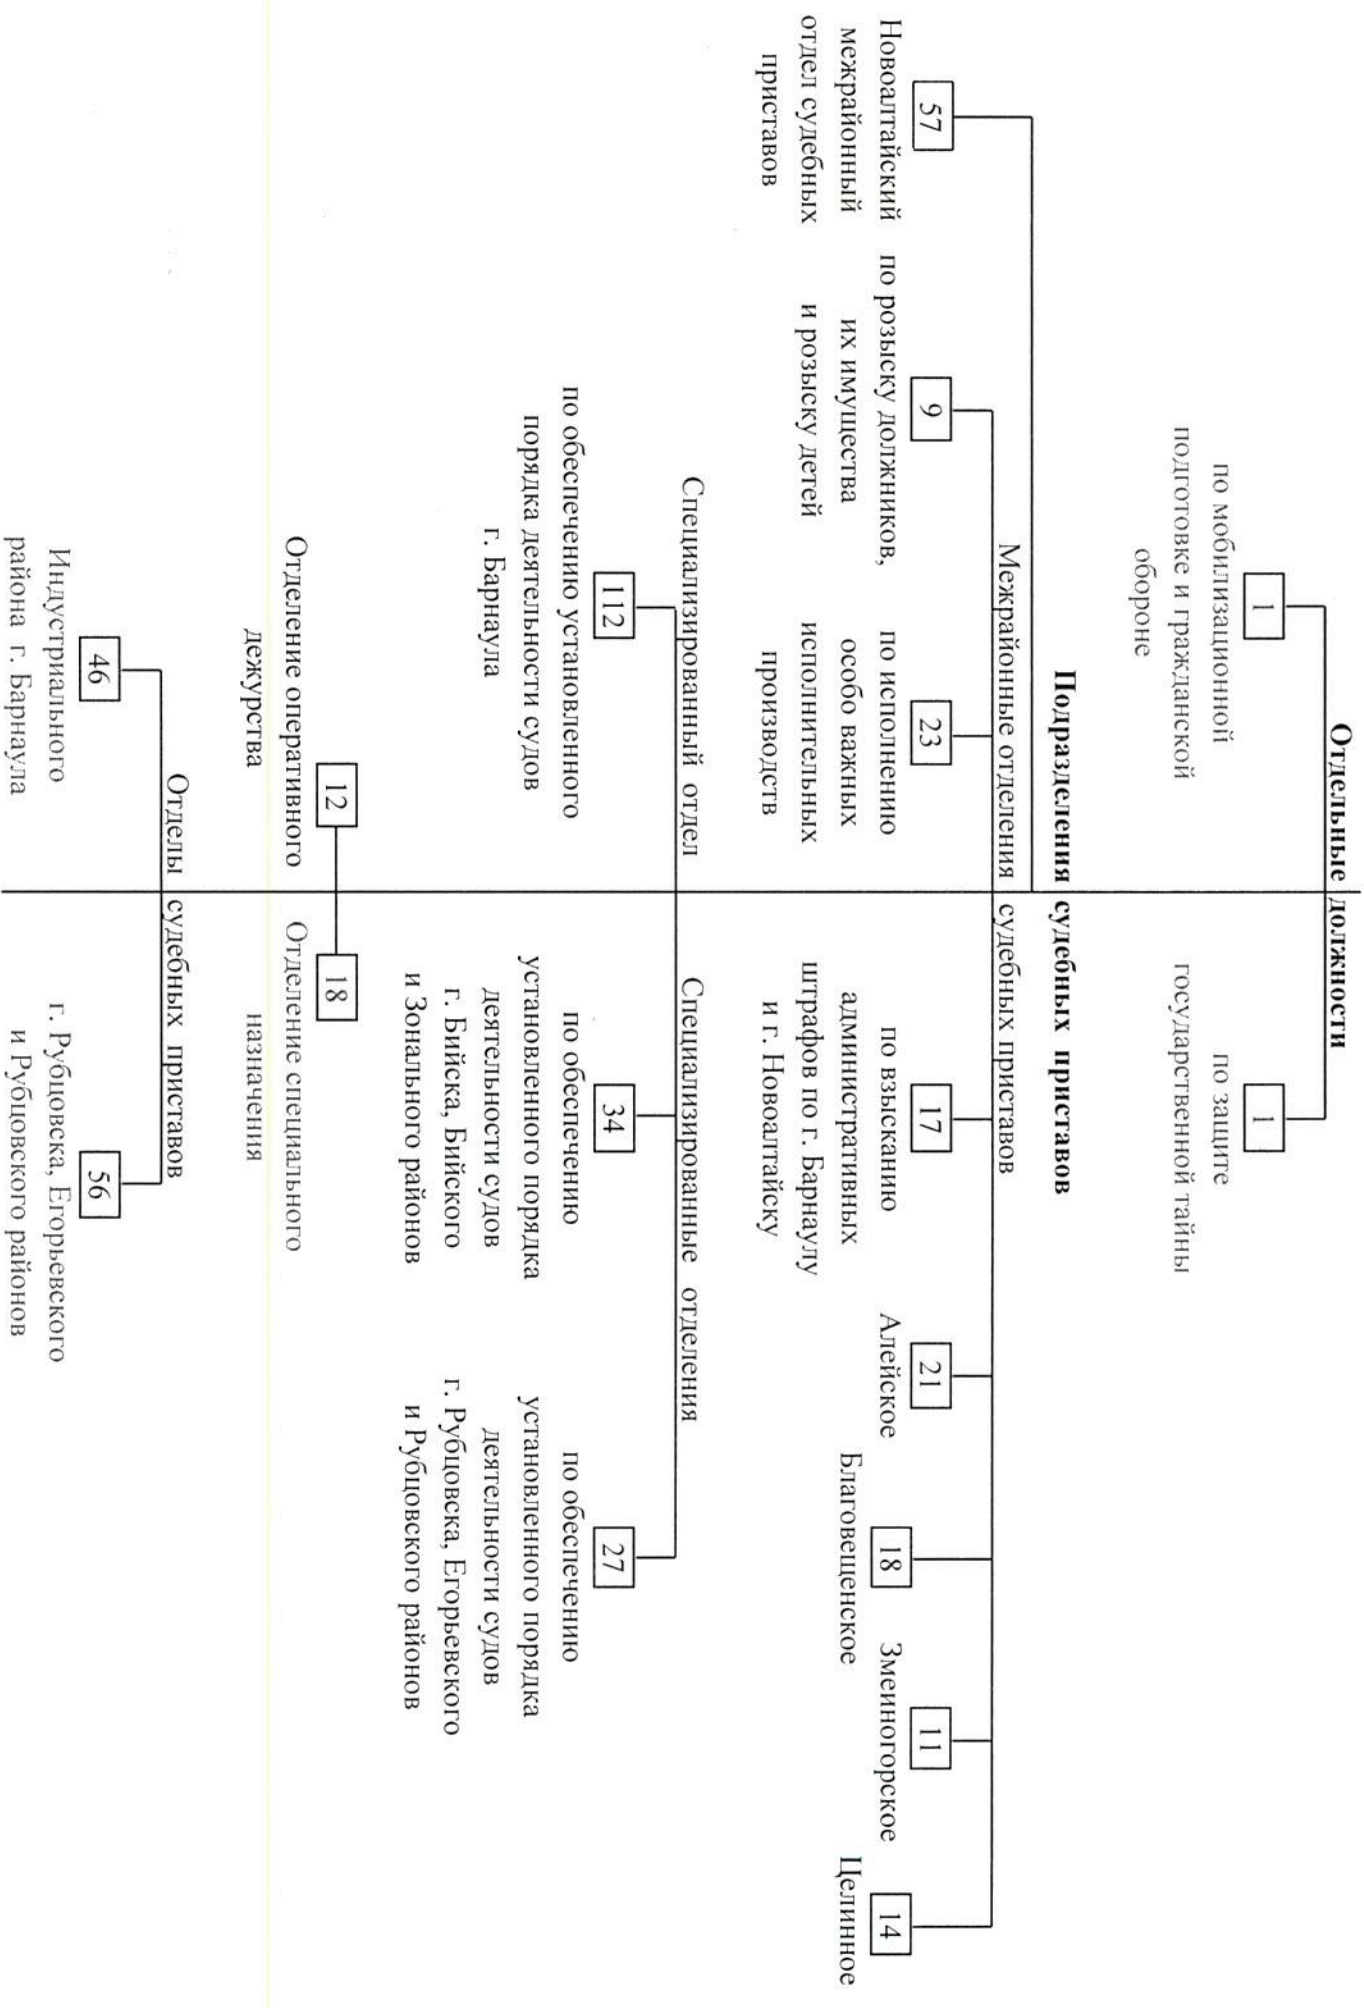 Отдельные должности
1
по мобилизационной
подготовке и гражданской
обороне
1
по защите
государственной тайны
Подразделения судебных приставов
57
Новоалтайский
межрайонный
отдел судебных
приставов
Межрайонные отделения судебных приставов
9
по розыску должников,
их имущества
и розыску детей
23
по исполнению
особо важных
исполнительных
производств
17
по взысканию
административных
штрафов по г. Барнаулу
и г. Новоалтайску
21
Алейское
18
Благовещенское
11
Змеиногорское
14
Целинное
Специализированный отдел
112
по обеспечению установленного
порядка деятельности судов
г. Барнаула
Специализированные отделения
34
по обеспечению
установленного порядка
деятельности судов
г. Бийска, Бийского
и Зонального районов
27
по обеспечению
установленного порядка
деятельности судов
г. Рубцовска, Егорьевского
и Рубцовского районов
12
Отделение оперативного
дежурства
18
Отделение специального
назначения
Отделы судебных приставов
46
Индустриального
района г. Барнаула
56
г. Рубцовска, Егорьевского
и Рубцовского районов